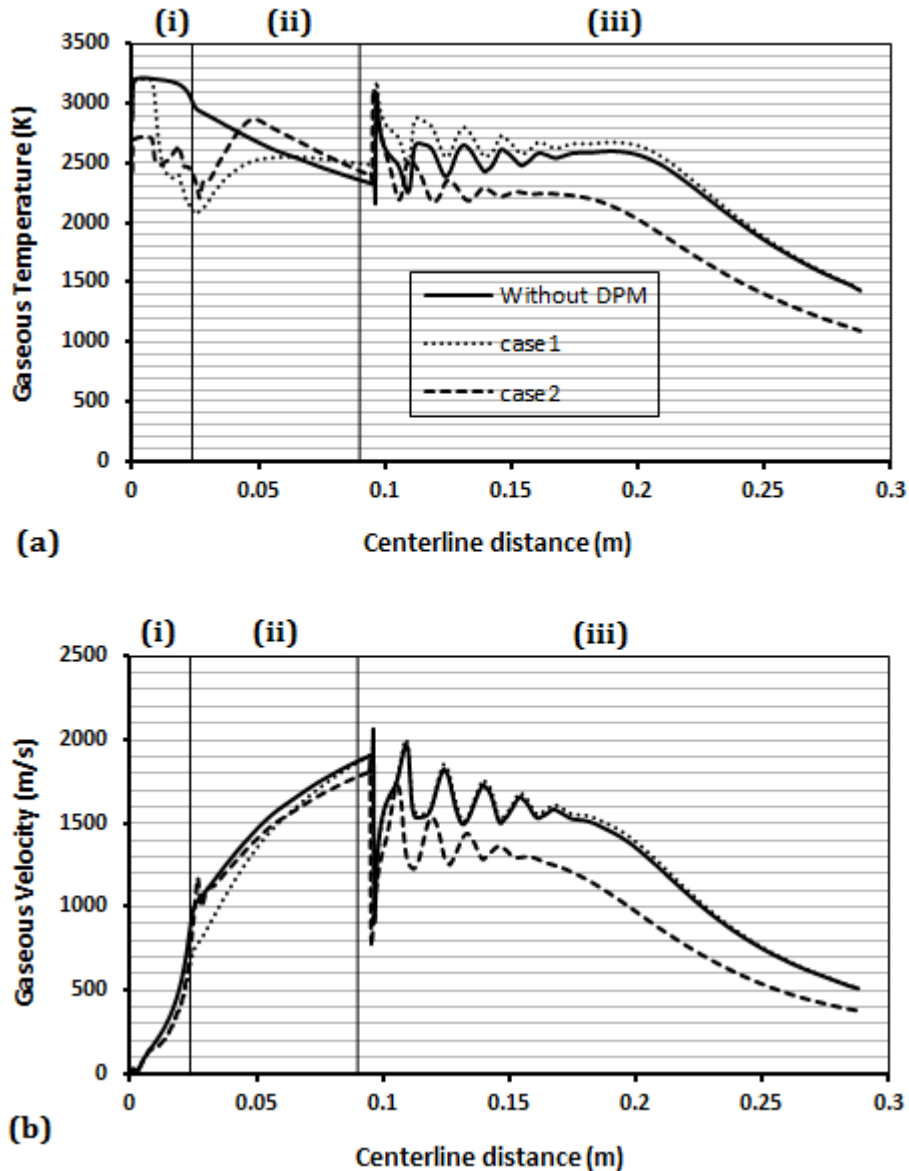 (i) (ii) (iii)
3500
3000
2500
2000
1500
1000
500
0
Gaseous Temperature (K)
Without DPM
case1
case2
0 0.05 0.1 0.15 0.2 0.25 0.3
(a) Centerline distance (m)
(i) (ii) (iii)
2500
2000
1500
1000
500
0
Gaseous Velocity (m/s)
0 0.05 0.1 0.15 0.2 0.25 0.3
(b) Centerline distance (m)